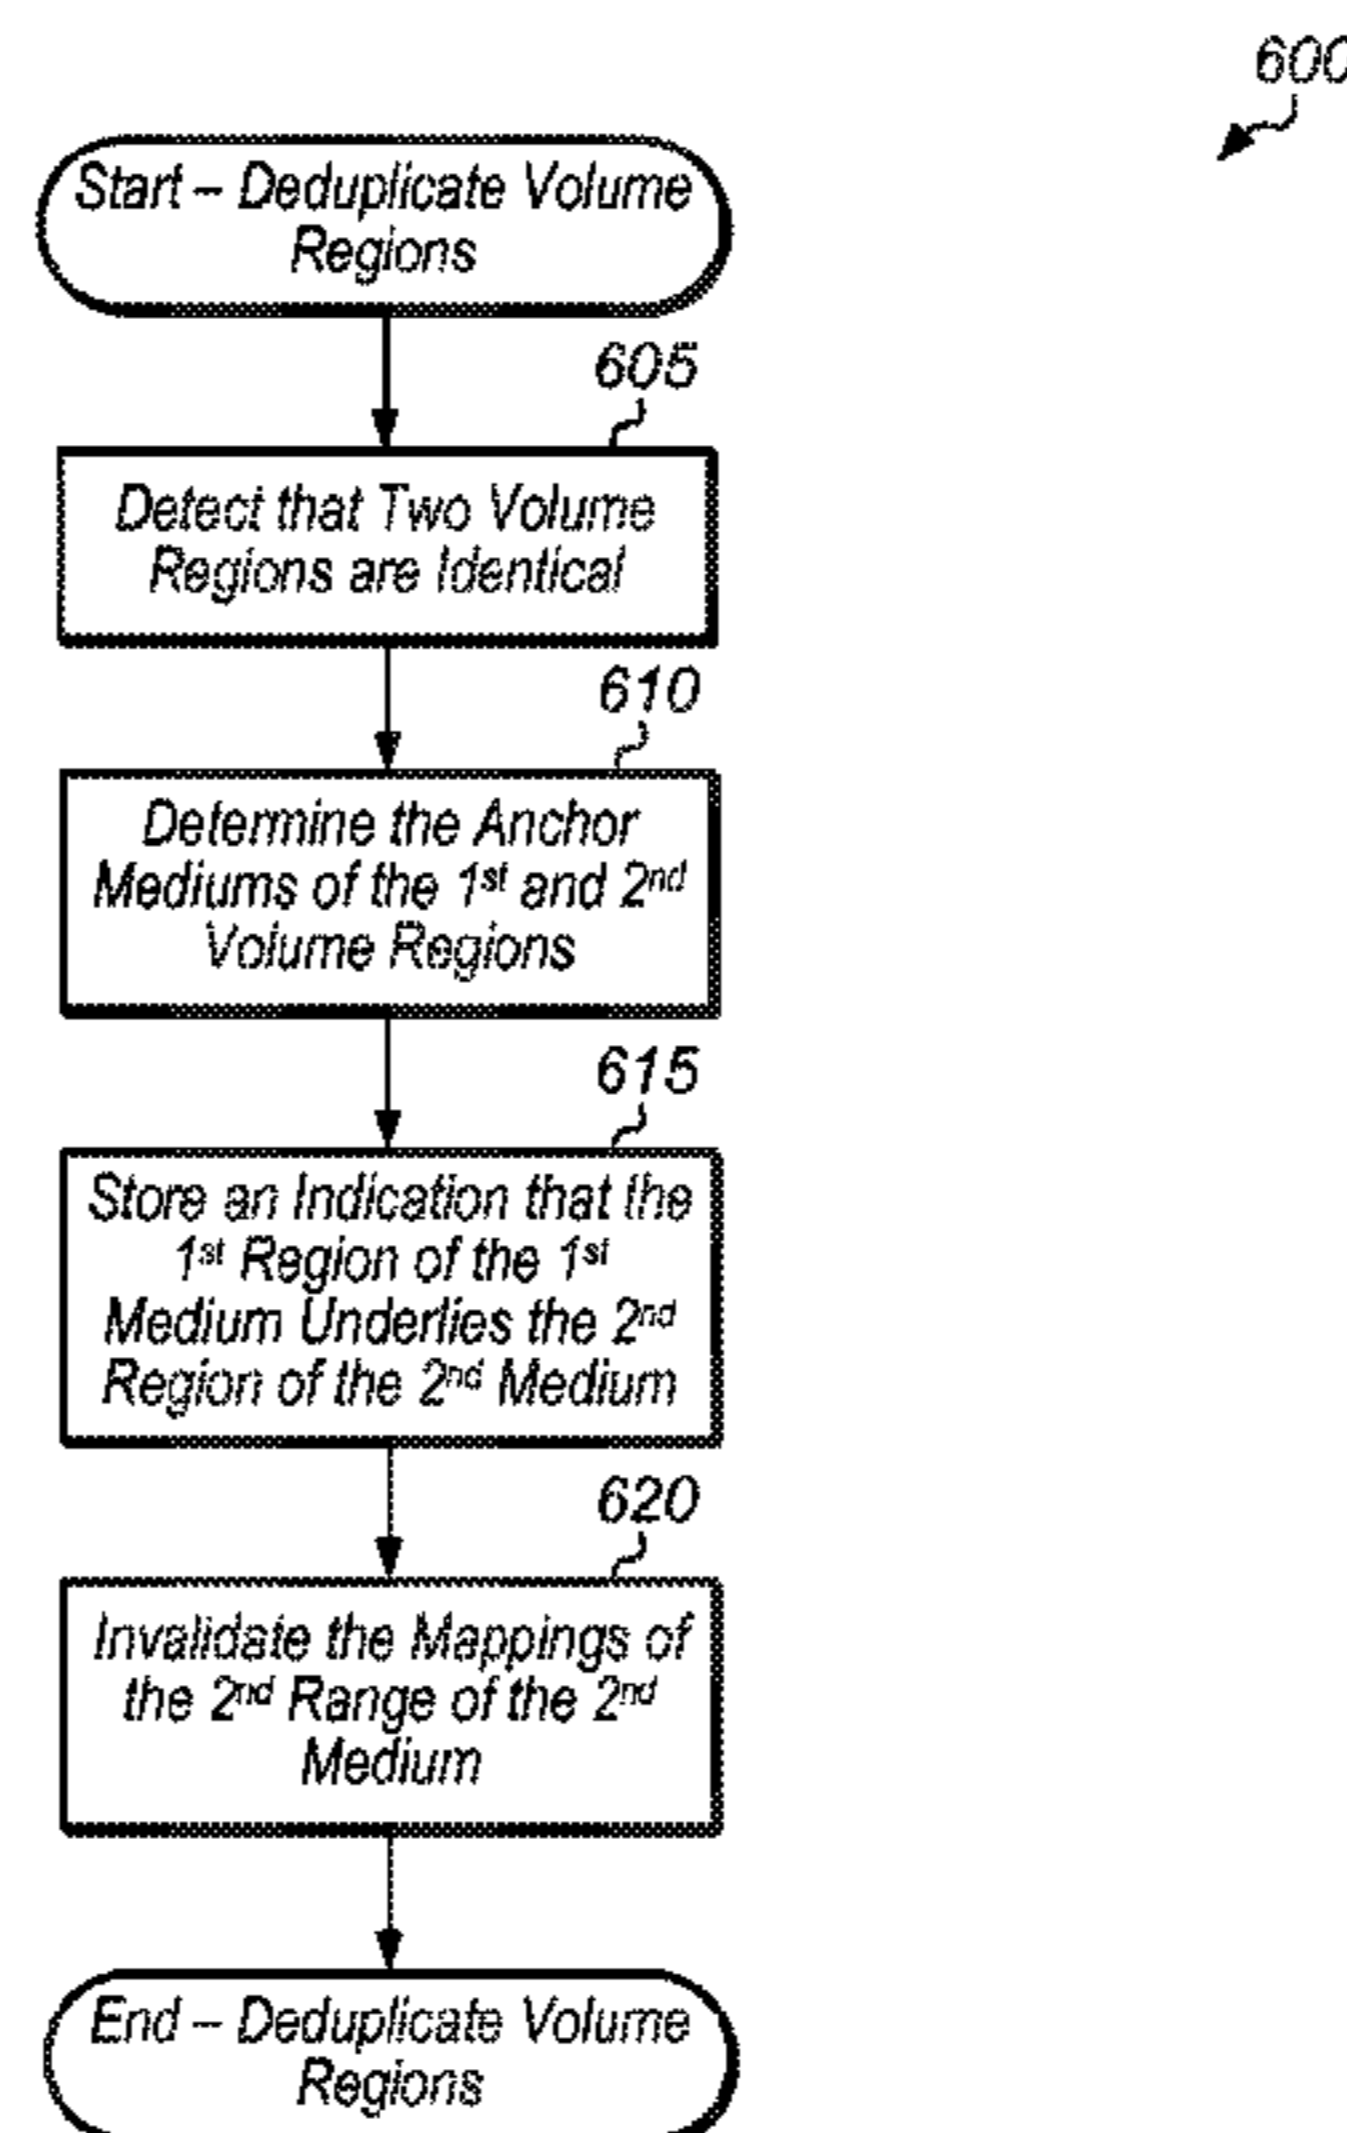 600
Start – Deduplicate Volume
Regions
605
Detect that Two Volume
Regions are Identical
610
Determine the Anchor
Mediums of the 1st and 2nd
Volume Regions
615
Store an Indication that the
1st Region of the 1st
Medium Underlies the 2nd
Region of the 2nd Medium
620
Invalidate the Mappings of
the 2nd Range of the 2nd
Medium
End – Deduplicate Volume
Regions